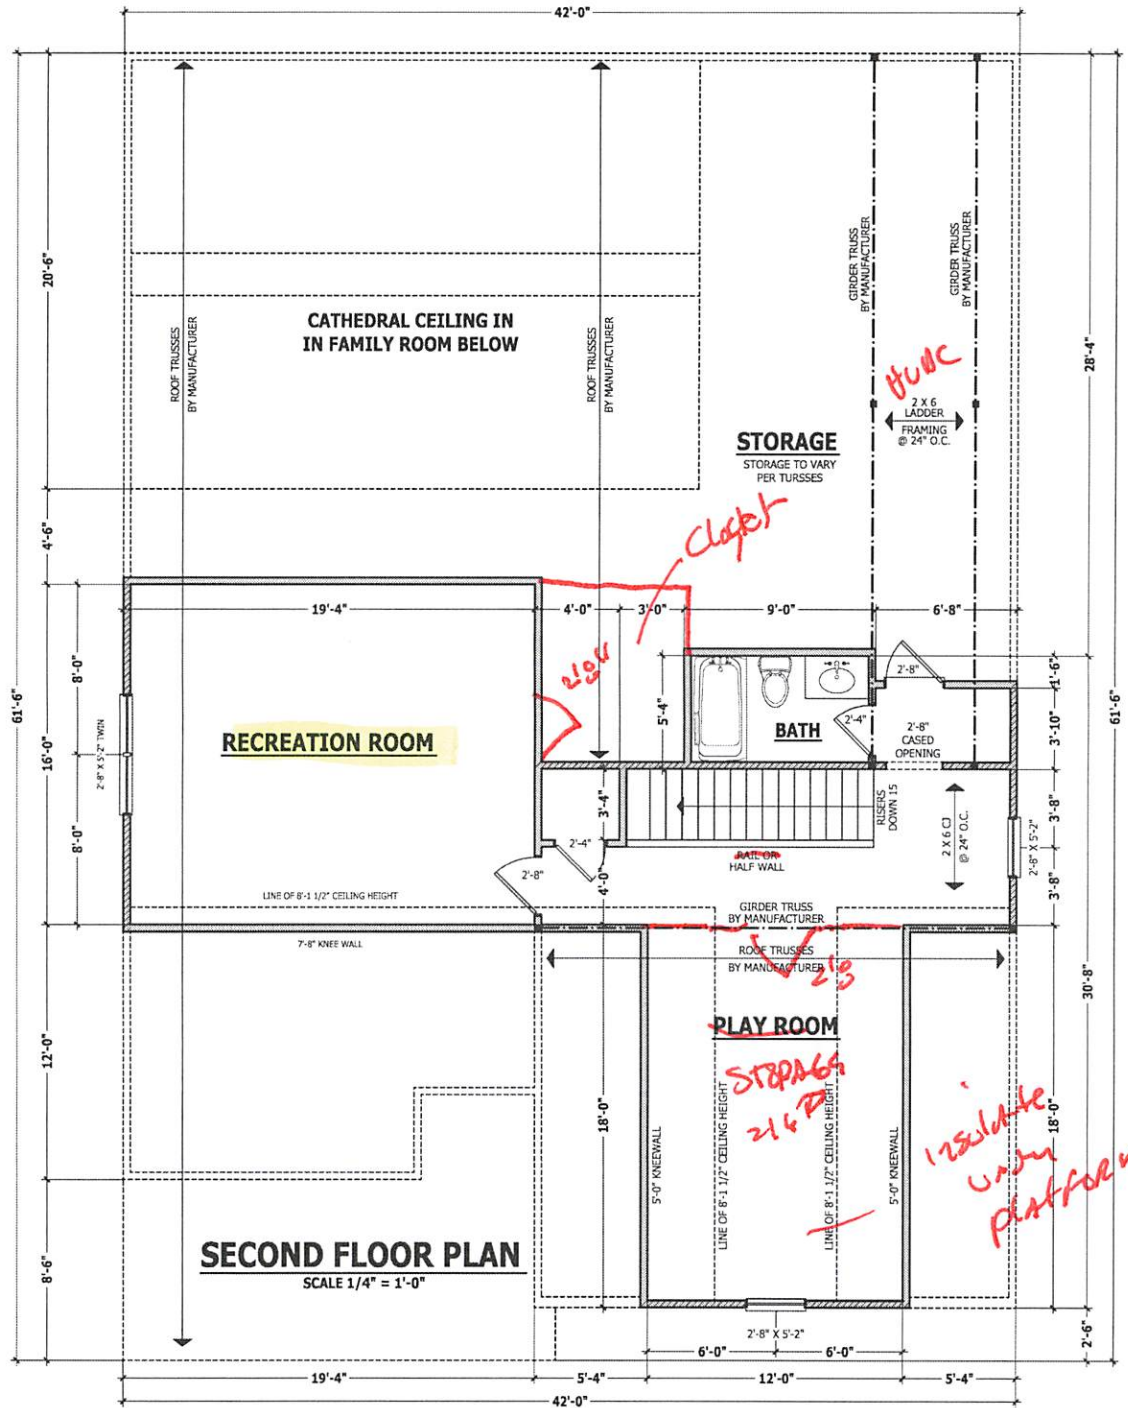 42'-0"
20'-6"
ROOF TRUSSES
BY MANUFACTURER
CATHEDRAL CEILING IN
IN FAMILY ROOM BELOW
ROOF TRUSSES
BY MANUFACTURER
GIRDER TRUSS
BY MANUFACTURER
GIRDER TRUSS
BY MANUFACTURER
28'-4"
HVAC
2 X 6
LADDER
FRAMING
@ 24" O.C.
STORAGE
STORAGE TO VARY
PER TURSSES
Closet
4'-6"
19'-4"
4'-0"
3'-0"
9'-0"
6'-8"
61'-6"
16'-0"
8'-0"
8'-0"
2'-8" X 5'-2" TWIN
RECREATION ROOM
5'-4"
BATH
2'-4"
2'-8"
2'-8"
CASED
OPENING
1'-6"
3'-10"
61'-6"
3'-4"
2'-4"
2'-8"
4'-0"
RISERS
DOWN 15
RAIL OR
HALF WALL
2 X 6 CJ
@ 24" O.C.
2'-8" X 5'-2"
3'-8"
3'-8"
LINE OF 8'-1 1/2" CEILING HEIGHT
7'-8" KNEE WALL
GIRDER TRUSS
BY MANUFACTURER
ROOF TRUSSES
BY MANUFACTURER
30'-8"
PLAY ROOM
STORAGE
12'-0"
18'-0"
5'-0" KNEEWALL
LINE OF 8'-1 1/2" CEILING HEIGHT
LINE OF 8'-1 1/2" CEILING HEIGHT
5'-0" KNEEWALL
18'-0"
insulate
under
platform
8'-6"
SECOND FLOOR PLAN
SCALE 1/4" = 1'-0"
2'-8" X 5'-2"
6'-0"
6'-0"
2'-6"
19'-4"
5'-4"
12'-0"
5'-4"
42'-0"